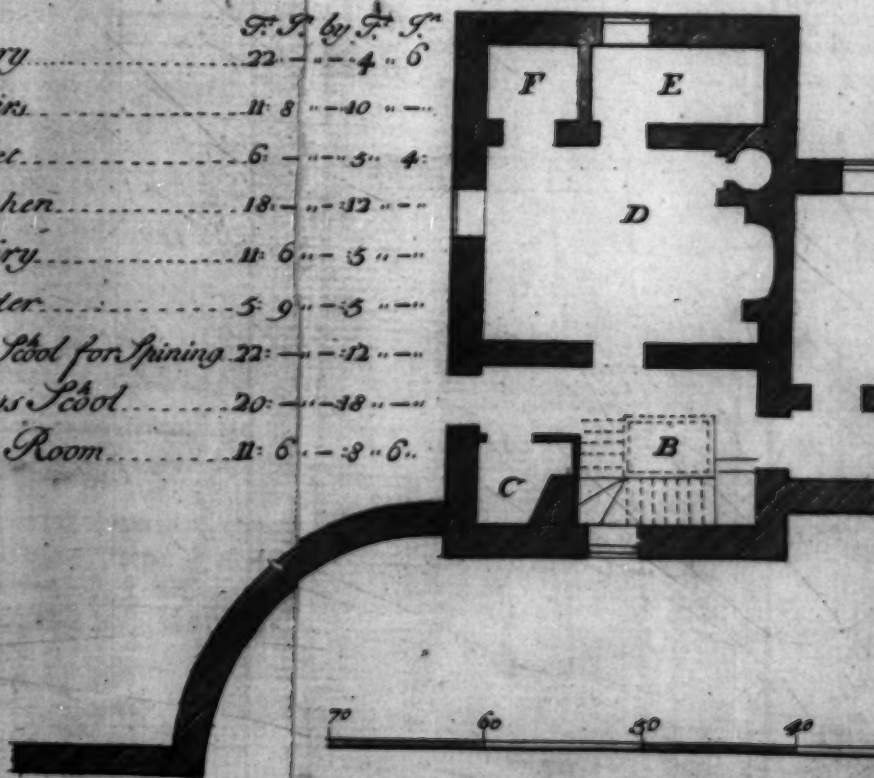 Ft. In. by Ft. In.
ry 22 - " - 4 " 6
irs 11: 8 " - 10 " -
et 6: - " - 5 " 4:
hen 18: - " - :12 " -
iry 11: 6 " - :5 " -
der 5: 9 " - :5 " -
School for Spining 22: - " - :12 " -
s School 20: - " - :18 " -
Room 11: 6 " - :8 " 6 "
F E
D
B
C
70 60 50 40